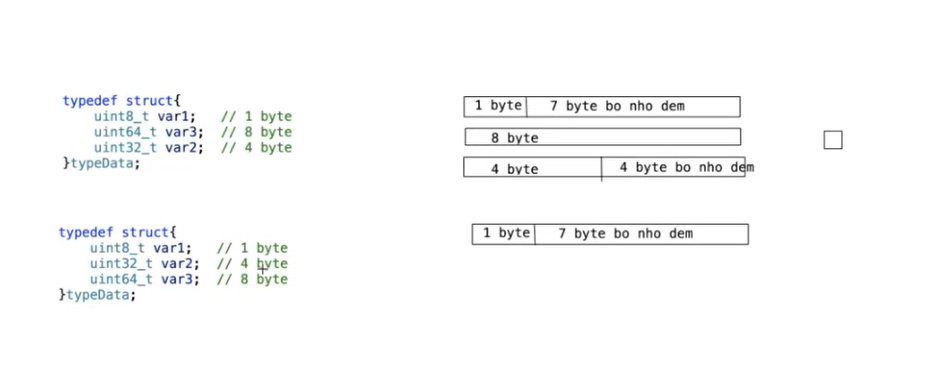 typedef struct{
uint8_t var1; // 1 byte
uint64_t var3; // 8 byte
uint32_t var2; // 4 byte
}typeData;
1 byte 7 byte bo nho dem
8 byte
4 byte 4 byte bo nho dem
typedef struct{
uint8_t var1; // 1 byte
uint32_t var2; // 4 byte
uint64_t var3; // 8 byte
}typeData;
1 byte 7 byte bo nho dem